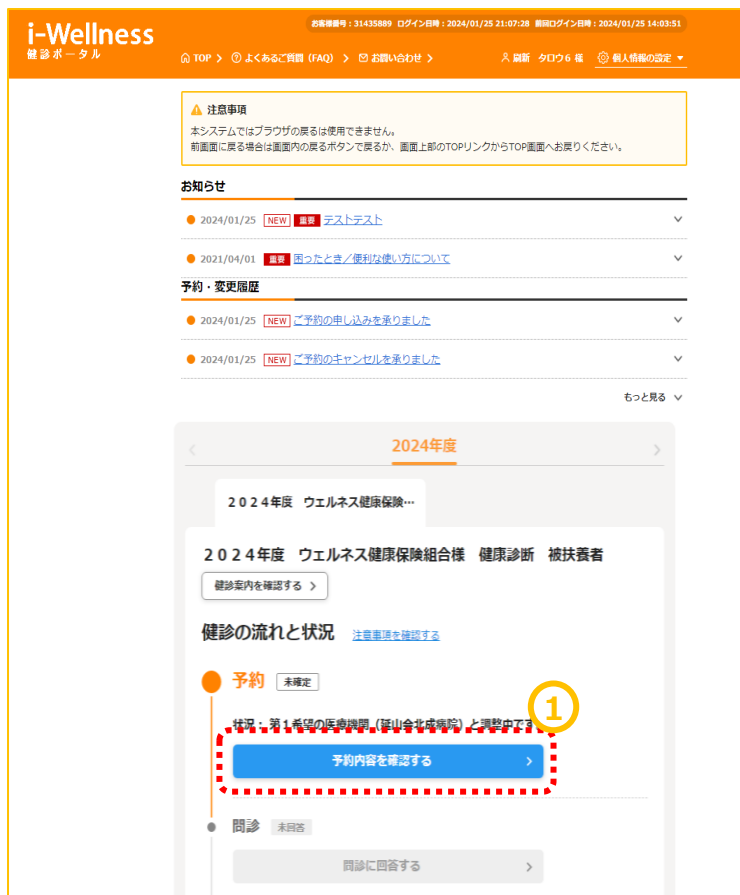 i-Wellness
健診ポータル
お客様番号：31435889 ログイン日時：2024/01/25 21:07:28 前回ログイン日時：2024/01/25 14:03:51
TOP よくあるご質問（FAQ） お問い合わせ 刷新 タロウ6 様 個人情報の設定 ▼
注意事項
本システムではブラウザの戻るは使用できません。
前画面に戻る場合は画面内の戻るボタンで戻るか、画面上部のTOPリンクからTOP画面へお戻りください。
お知らせ
2024/01/25 NEW 重要 テストテスト
2021/04/01 重要 困ったとき／便利な使い方について
予約・変更履歴
2024/01/25 NEW ご予約の申し込みを承りました
2024/01/25 NEW ご予約のキャンセルを承りました
もっと見る
2024年度
２０２４年度　ウェルネス健康保険…
２０２４年度　ウェルネス健康保険組合様　健康診断　被扶養者
健診案内を確認する
健診の流れと状況 注意事項を確認する
予約 未確定
1
状況： 第１希望の医療機関（延山会北成病院）と調整中です
予約内容を確認する
問診 未回答
問診に回答する